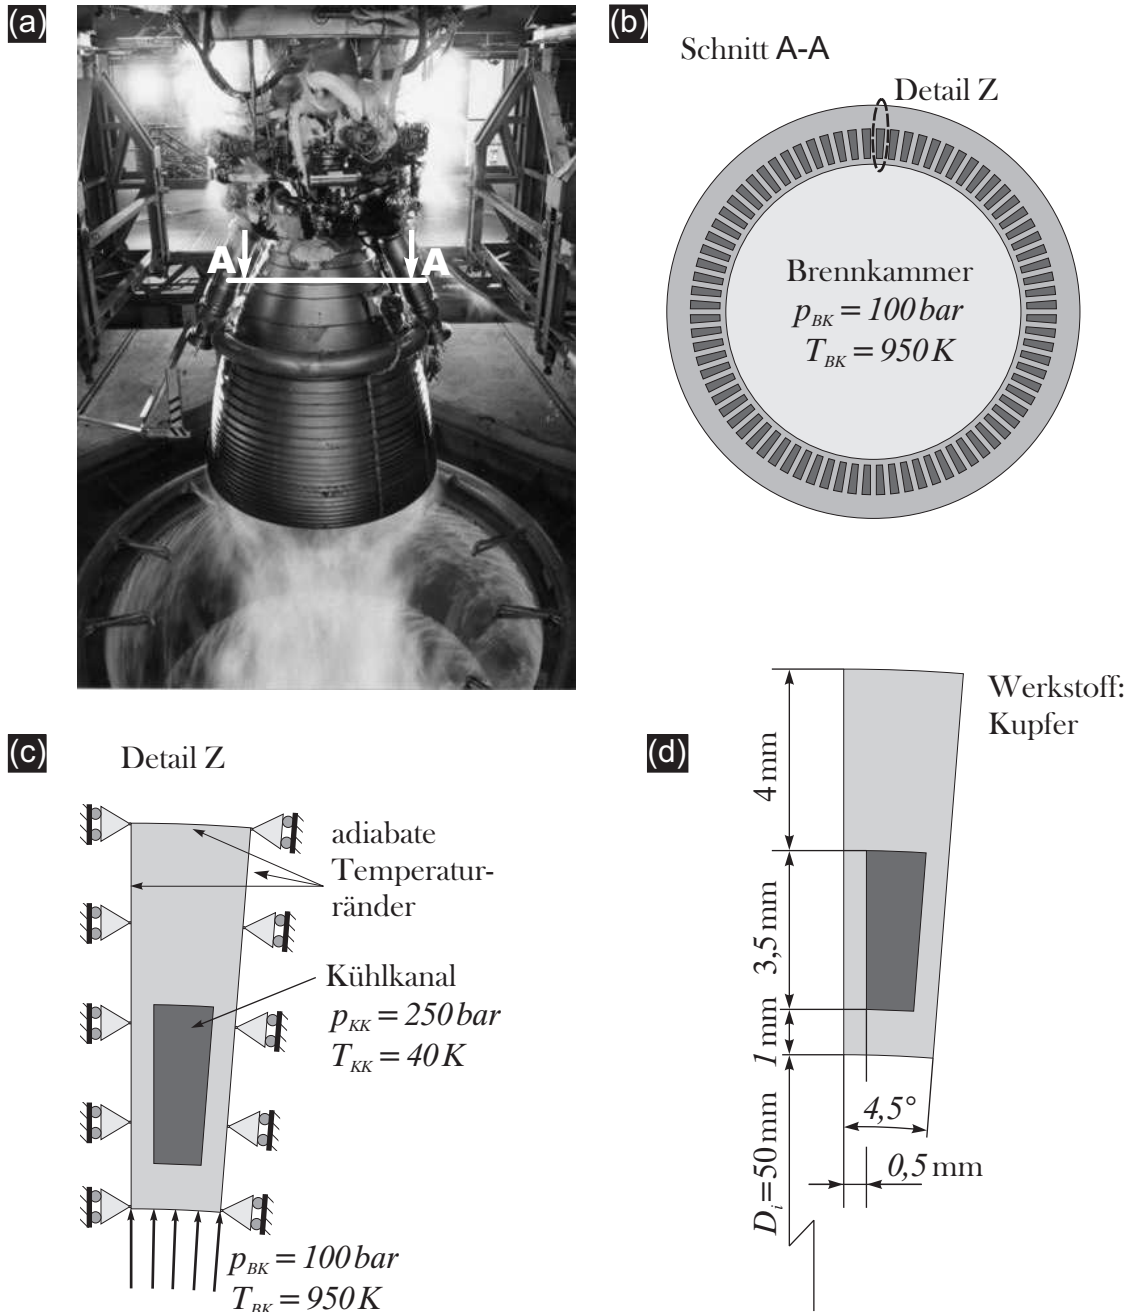 (a)
A
A
(b)
Schnitt A-A
Detail Z
Brennkammer
p_BK = 100 bar
T_BK = 950 K
(c)
Detail Z
adiabate
Temperatur-
ränder
Kühlkanal
p_KK = 250 bar
T_KK = 40 K
p_BK = 100 bar
T_BK = 950 K
(d)
Werkstoff:
Kupfer
4 mm
3,5 mm
1 mm
D_i = 50 mm
4,5°
0,5 mm